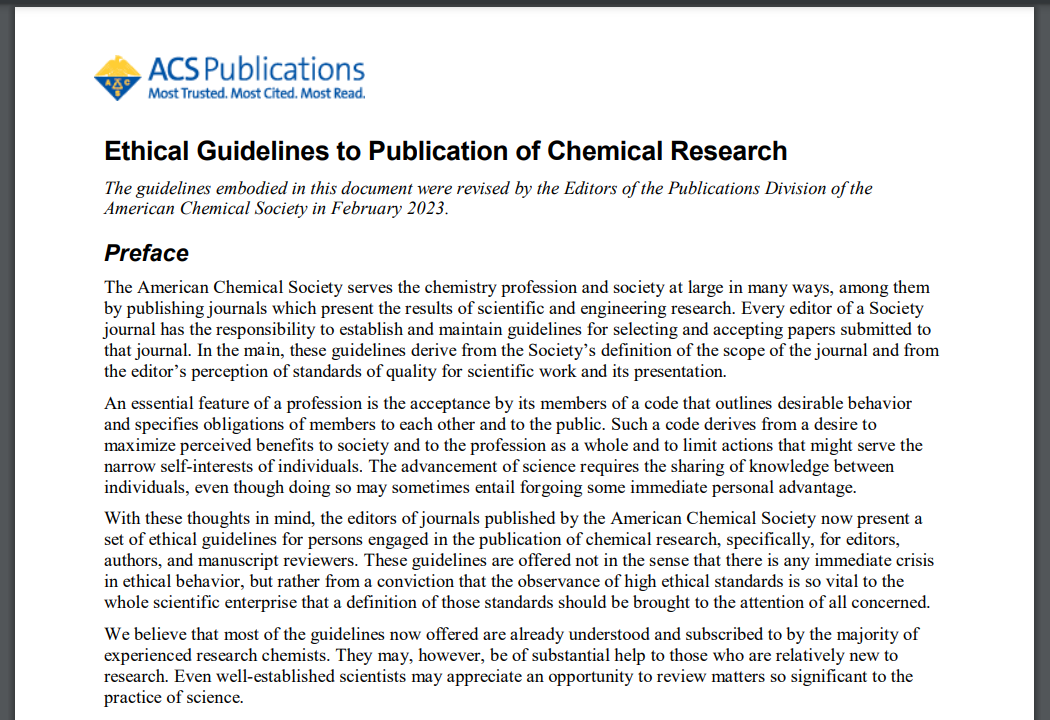 ACS Publications
Most Trusted. Most Cited. Most Read.
A C S
Ethical Guidelines to Publication of Chemical Research
The guidelines embodied in this document were revised by the Editors of the Publications Division of the
American Chemical Society in February 2023.
Preface
The American Chemical Society serves the chemistry profession and society at large in many ways, among them
by publishing journals which present the results of scientific and engineering research. Every editor of a Society
journal has the responsibility to establish and maintain guidelines for selecting and accepting papers submitted to
that journal. In the main, these guidelines derive from the Society’s definition of the scope of the journal and from
the editor’s perception of standards of quality for scientific work and its presentation.
An essential feature of a profession is the acceptance by its members of a code that outlines desirable behavior
and specifies obligations of members to each other and to the public. Such a code derives from a desire to
maximize perceived benefits to society and to the profession as a whole and to limit actions that might serve the
narrow self-interests of individuals. The advancement of science requires the sharing of knowledge between
individuals, even though doing so may sometimes entail forgoing some immediate personal advantage.
With these thoughts in mind, the editors of journals published by the American Chemical Society now present a
set of ethical guidelines for persons engaged in the publication of chemical research, specifically, for editors,
authors, and manuscript reviewers. These guidelines are offered not in the sense that there is any immediate crisis
in ethical behavior, but rather from a conviction that the observance of high ethical standards is so vital to the
whole scientific enterprise that a definition of those standards should be brought to the attention of all concerned.
We believe that most of the guidelines now offered are already understood and subscribed to by the majority of
experienced research chemists. They may, however, be of substantial help to those who are relatively new to
research. Even well-established scientists may appreciate an opportunity to review matters so significant to the
practice of science.